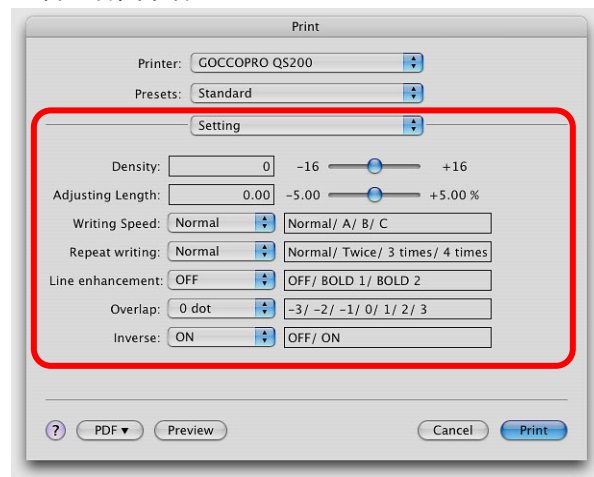 Print
Printer: GOCCOPRO QS200
Presets: Standard
Setting
Density: 0 -16 +16
Adjusting Length: 0.00 -5.00 +5.00 %
Writing Speed: Normal Normal/ A/ B/ C
Repeat writing: Normal Normal/ Twice/ 3 times/ 4 times
Line enhancement: OFF OFF/ BOLD 1/ BOLD 2
Overlap: 0 dot -3/ -2/ -1/ 0/ 1/ 2/ 3
Inverse: ON OFF/ ON
? PDF▼ Preview Cancel Print